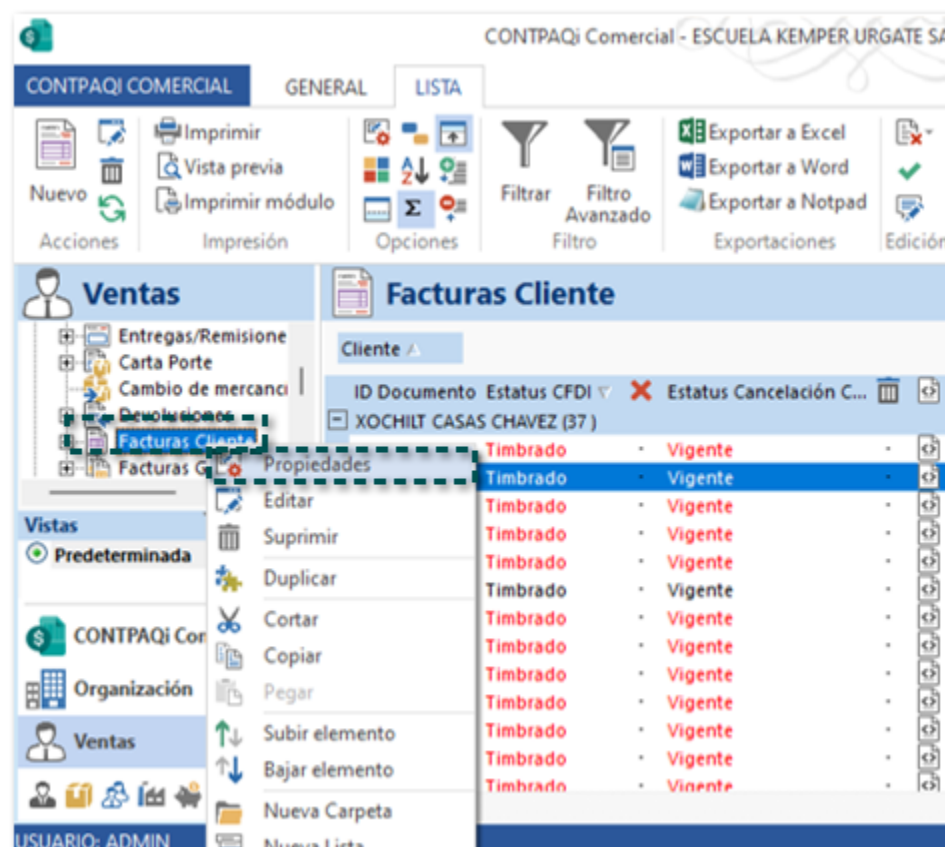 CONTPAQi Comercial - ESCUELA KEMPER URGATE SA
CONTPAQI COMERCIAL GENERAL LISTA
Nuevo
Acciones
Imprimir
Vista previa
Imprimir módulo
Impresión
Opciones
Filtrar
Filtro Avanzado
Filtro
Exportar a Excel
Exportar a Word
Exportar a Notpad
Exportaciones
Edición
Ventas
Entregas/Remisione
Carta Porte
Cambio de mercanci
Devoluciones
Facturas Cliente
Facturas G
Vistas
Predeterminada
CONTPAQi Cor
Organización
Ventas
USUARIO: ADMIN
Propiedades
Editar
Suprimir
Duplicar
Cortar
Copiar
Pegar
Subir elemento
Bajar elemento
Nueva Carpeta
Nueva Lista
Facturas Cliente
Cliente
ID Documento Estatus CFDI Estatus Cancelación C...
XOCHILT CASAS CHAVEZ (37 )
Timbrado Vigente
Timbrado Vigente
Timbrado Vigente
Timbrado Vigente
Timbrado Vigente
Timbrado Vigente
Timbrado Vigente
Timbrado Vigente
Timbrado Vigente
Timbrado Vigente
Timbrado Vigente
Timbrado Vigente
Timbrado Vigente